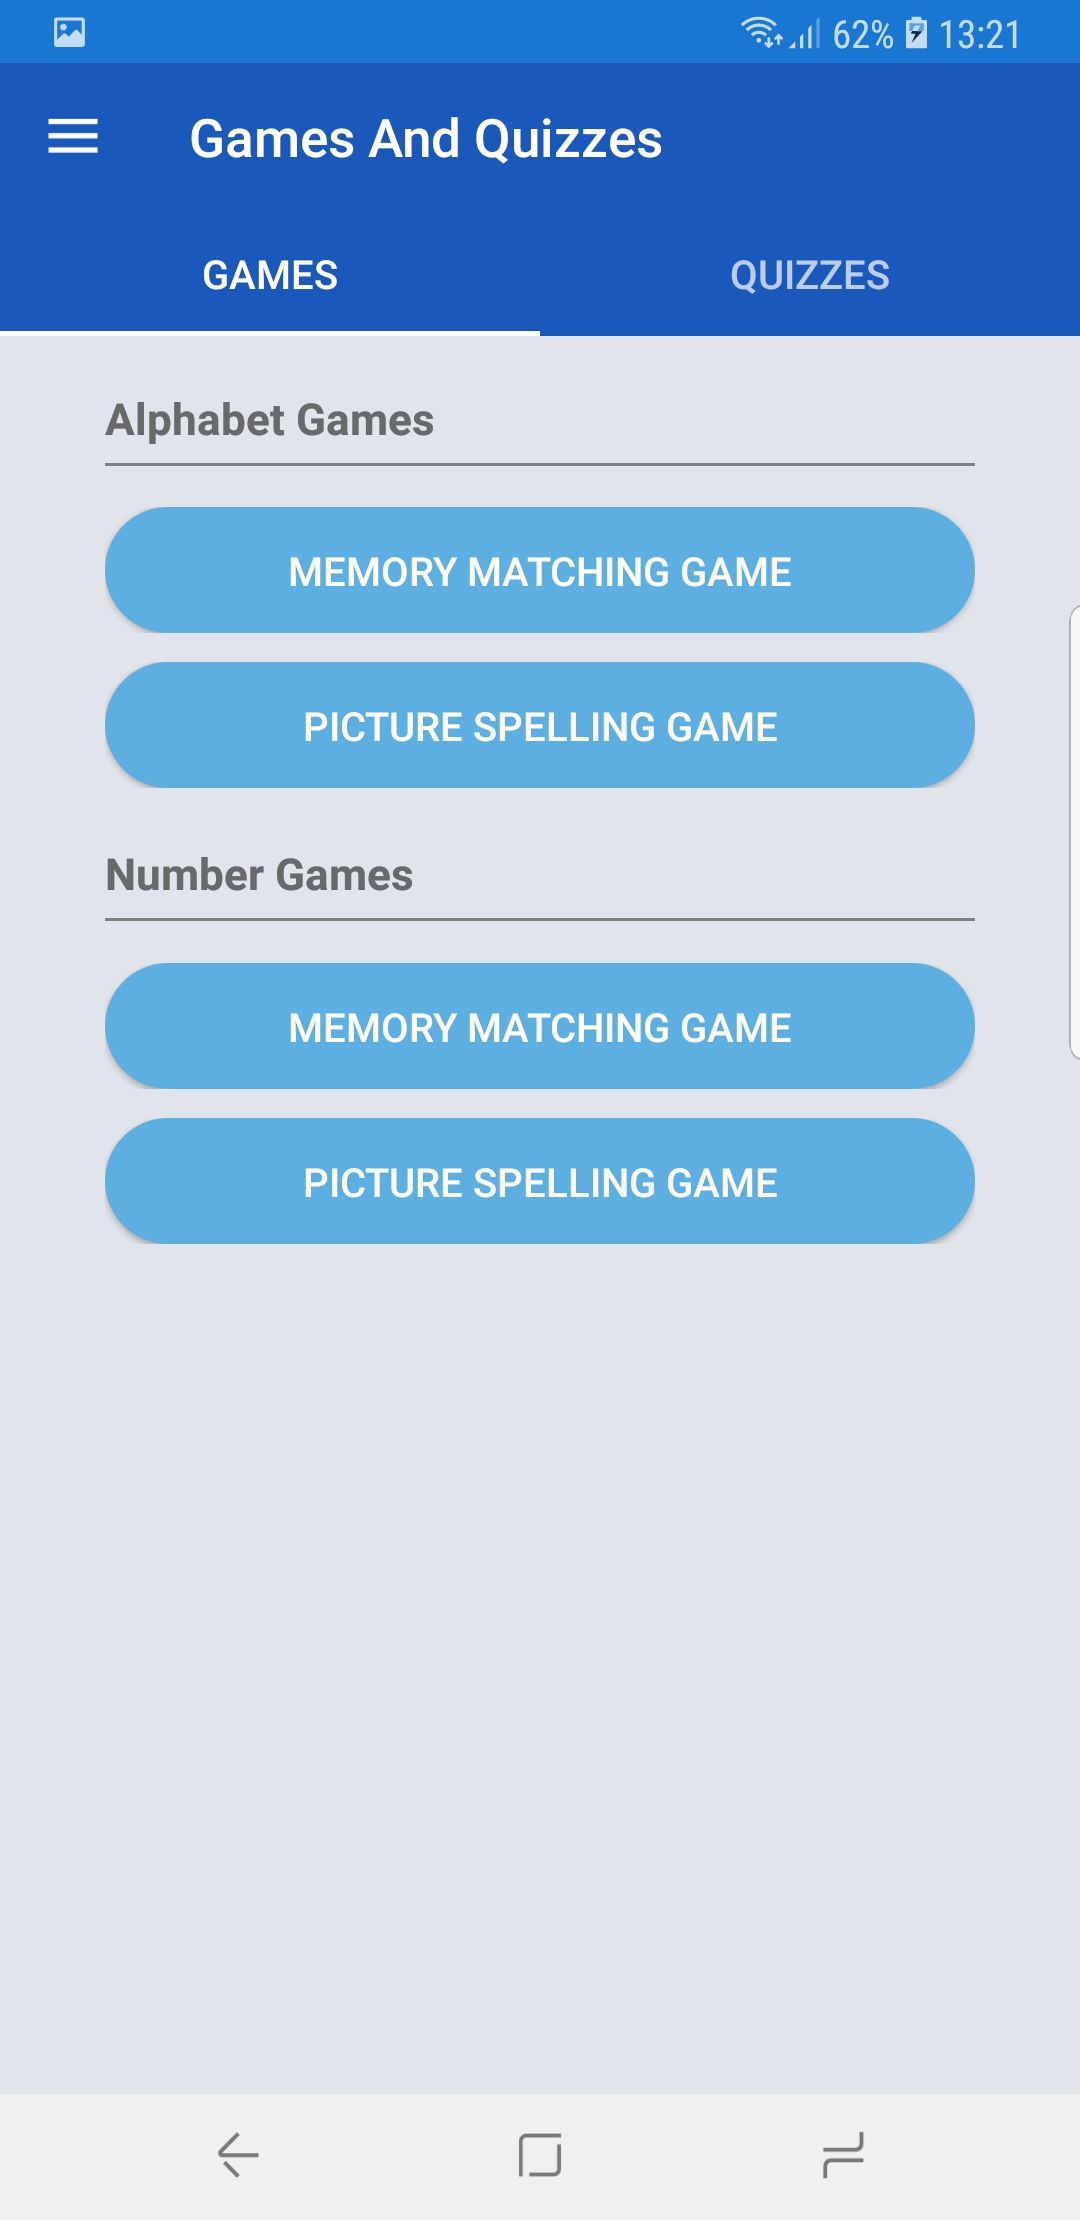 62% 13:21
Games And Quizzes
GAMES QUIZZES
Alphabet Games
MEMORY MATCHING GAME
PICTURE SPELLING GAME
Number Games
MEMORY MATCHING GAME
PICTURE SPELLING GAME